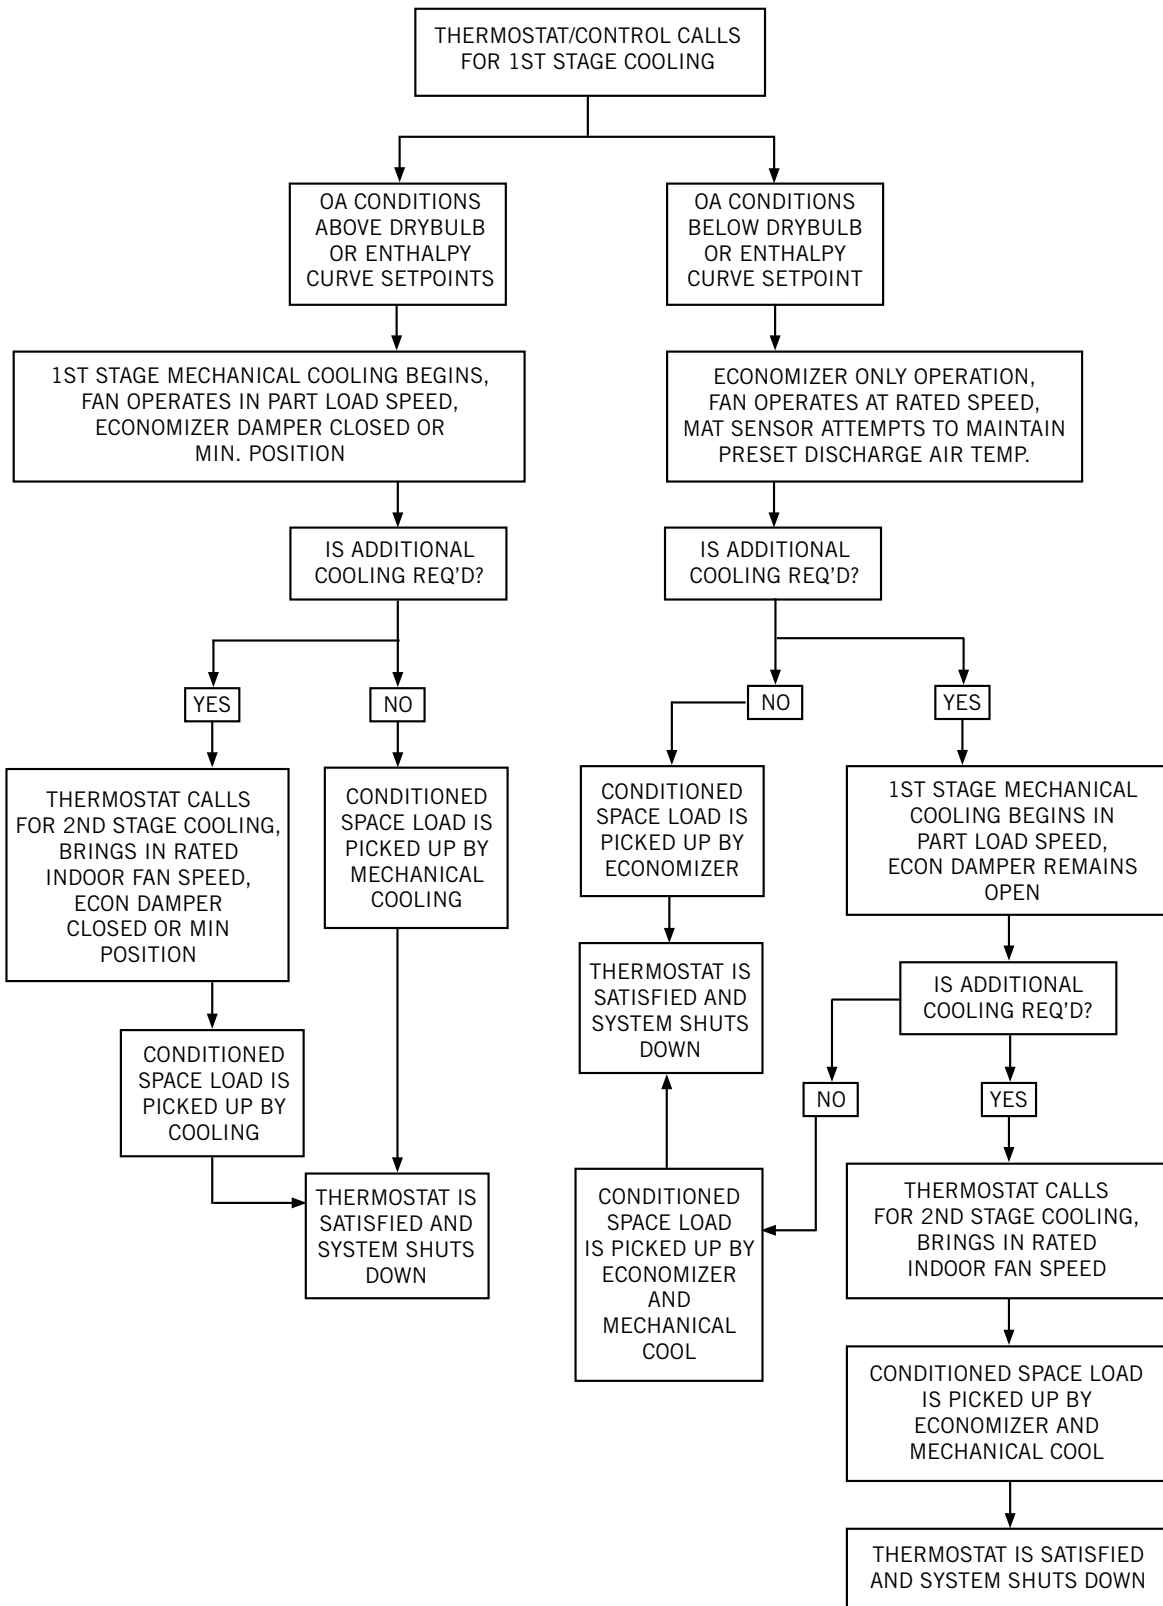 THERMOSTAT/CONTROL CALLS
FOR 1ST STAGE COOLING
OA CONDITIONS
ABOVE DRYBULB
OR ENTHALPY
CURVE SETPOINTS
OA CONDITIONS
BELOW DRYBULB
OR ENTHALPY
CURVE SETPOINT
1ST STAGE MECHANICAL COOLING BEGINS,
FAN OPERATES IN PART LOAD SPEED,
ECONOMIZER DAMPER CLOSED OR
MIN. POSITION
ECONOMIZER ONLY OPERATION,
FAN OPERATES AT RATED SPEED,
MAT SENSOR ATTEMPTS TO MAINTAIN
PRESET DISCHARGE AIR TEMP.
IS ADDITIONAL
COOLING REQ'D?
IS ADDITIONAL
COOLING REQ'D?
YES
NO
NO
YES
THERMOSTAT CALLS
FOR 2ND STAGE COOLING,
BRINGS IN RATED
INDOOR FAN SPEED,
ECON DAMPER
CLOSED OR MIN
POSITION
CONDITIONED
SPACE LOAD IS
PICKED UP BY
MECHANICAL
COOLING
CONDITIONED
SPACE LOAD IS
PICKED UP BY
ECONOMIZER
1ST STAGE MECHANICAL
COOLING BEGINS IN
PART LOAD SPEED,
ECON DAMPER REMAINS
OPEN
THERMOSTAT IS
SATISFIED AND
SYSTEM SHUTS
DOWN
IS ADDITIONAL
COOLING REQ'D?
CONDITIONED
SPACE LOAD IS
PICKED UP BY
COOLING
NO
YES
THERMOSTAT IS
SATISFIED AND
SYSTEM SHUTS
DOWN
CONDITIONED
SPACE LOAD
IS PICKED UP BY
ECONOMIZER
AND
MECHANICAL
COOL
THERMOSTAT CALLS
FOR 2ND STAGE COOLING,
BRINGS IN RATED
INDOOR FAN SPEED
CONDITIONED SPACE LOAD
IS PICKED UP BY
ECONOMIZER AND
MECHANICAL COOL
THERMOSTAT IS SATISFIED
AND SYSTEM SHUTS DOWN